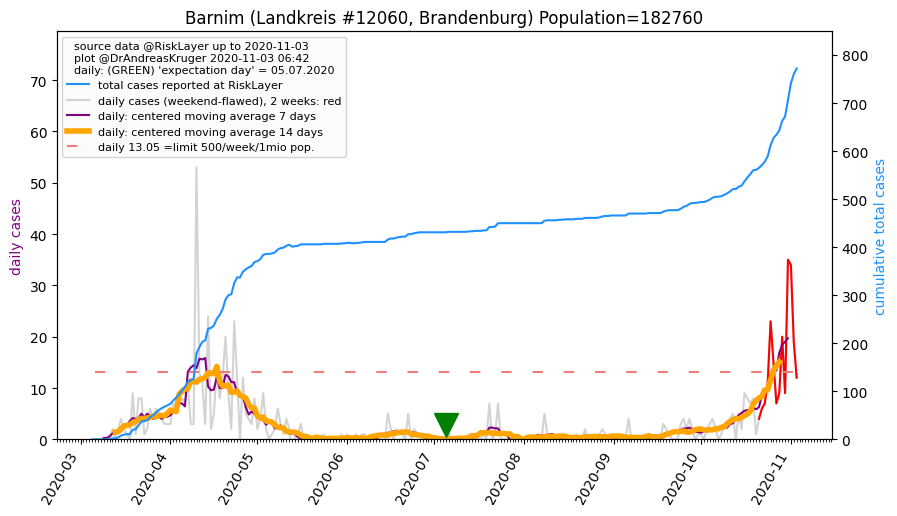 Barnim (Landkreis #12060, Brandenburg) Population=182760
source data @RiskLayer up to 2020-11-03
plot @DrAndreasKruger 2020-11-03 06:42
daily: (GREEN) 'expectation day' = 05.07.2020
total cases reported at RiskLayer
daily cases (weekend-flawed), 2 weeks: red
daily: centered moving average 7 days
daily: centered moving average 14 days
daily 13.05 =limit 500/week/1mio pop.
daily cases
70
60
50
40
30
20
10
0
cumulative total cases
800
700
600
500
400
300
200
100
0
2020-03
2020-04
2020-05
2020-06
2020-07
2020-08
2020-09
2020-10
2020-11